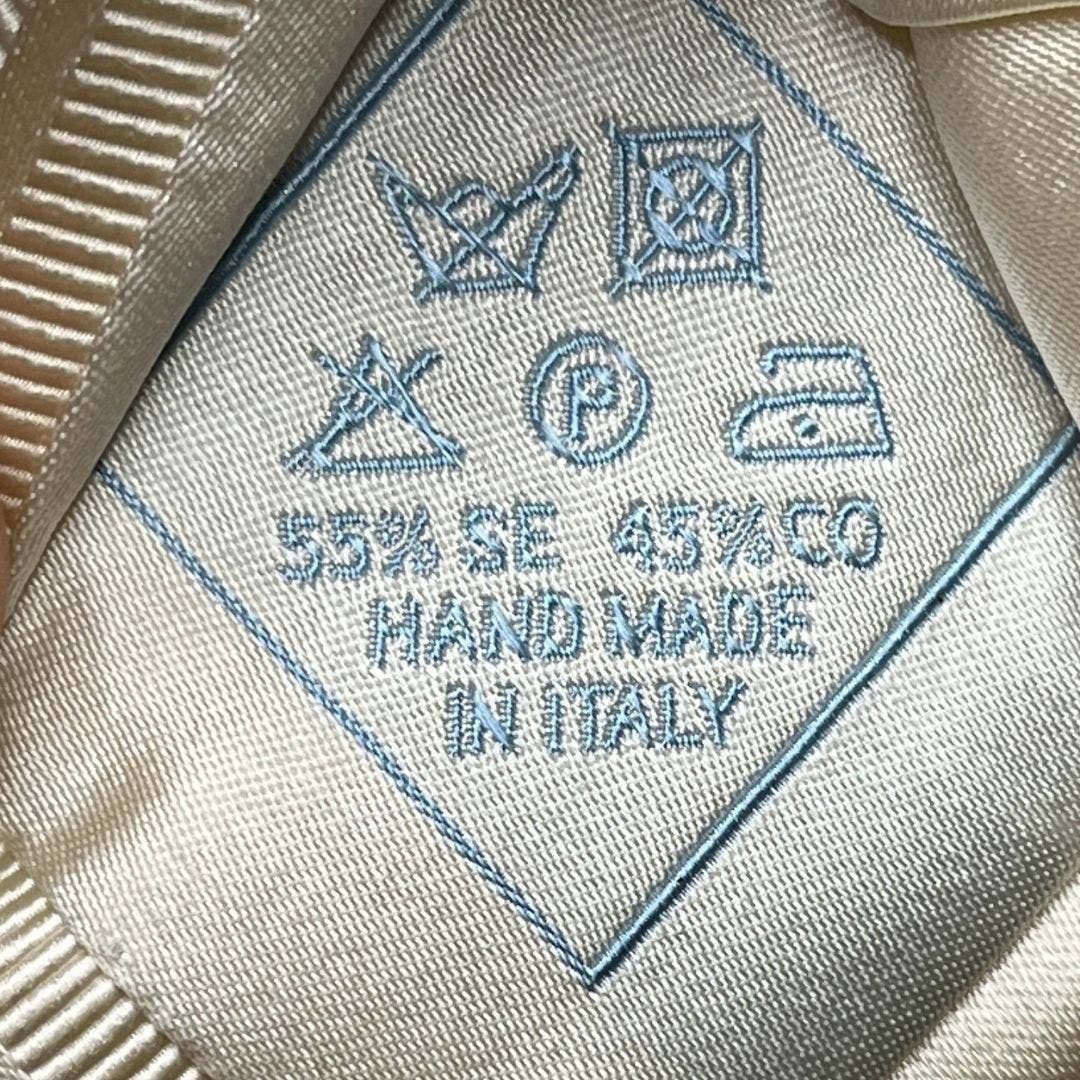 P
55% SE 45% CO
HAND MADE
IN ITALY